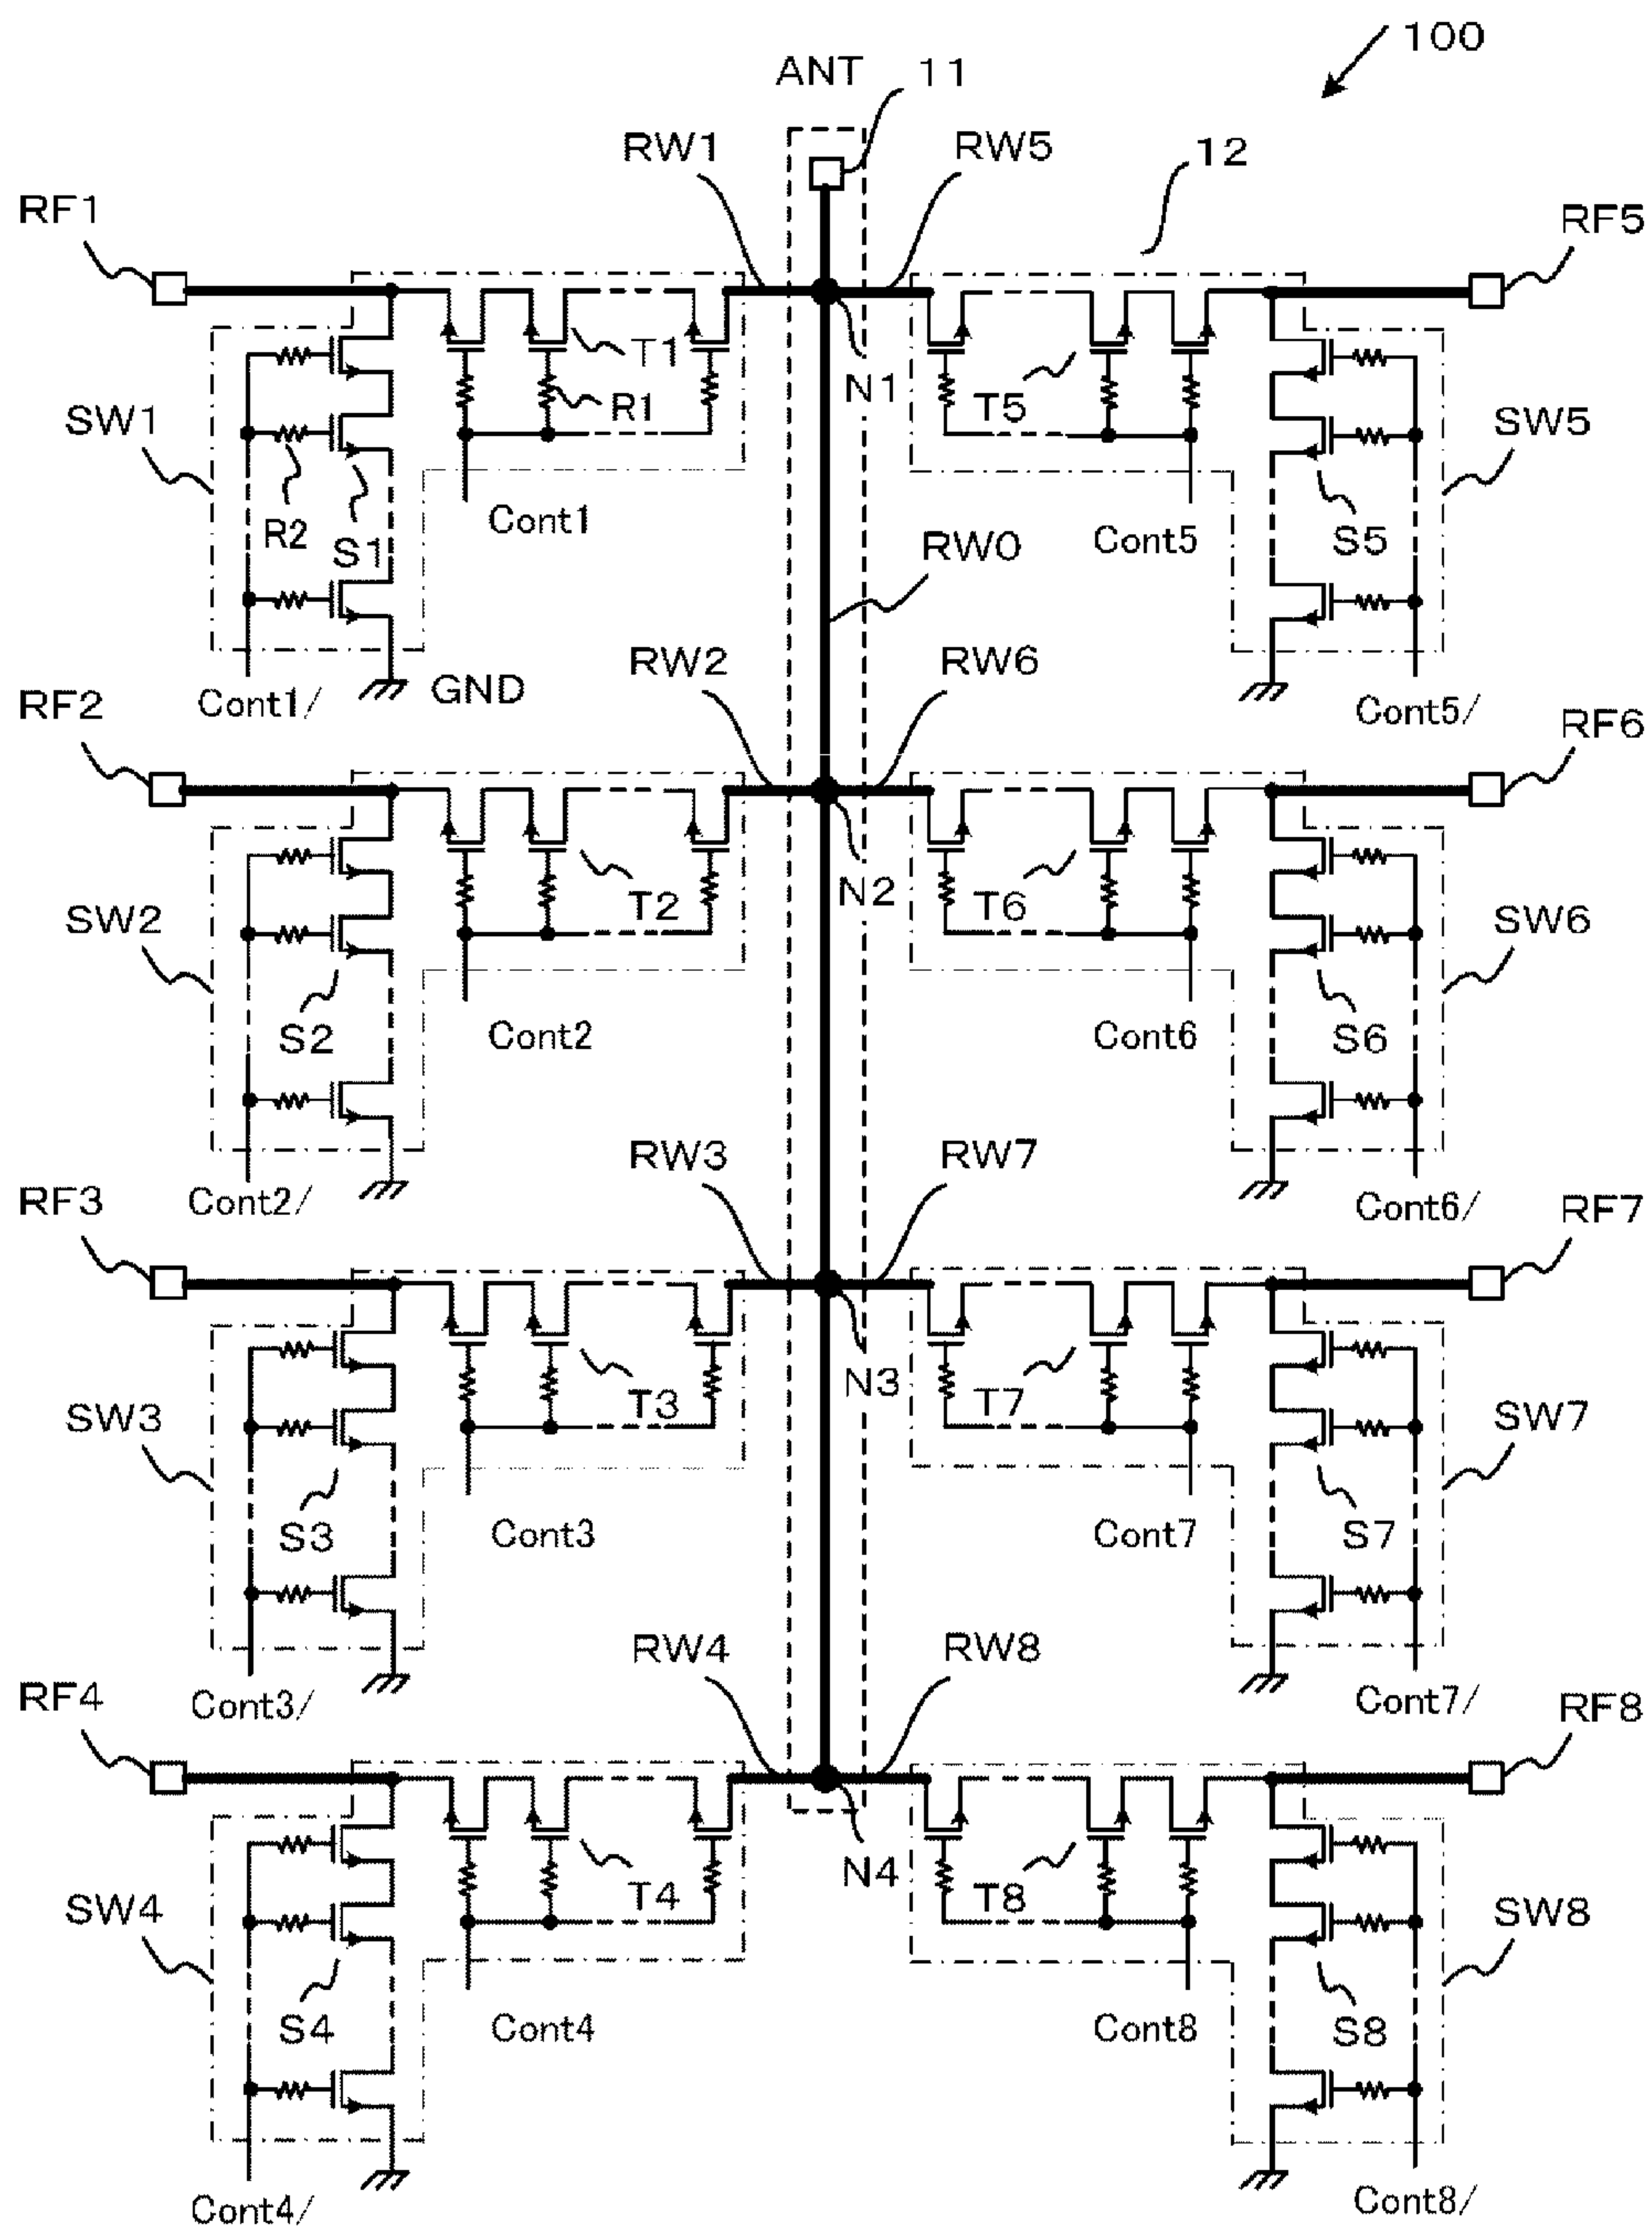 100
ANT 11
RW1 RW5
12
RF1 RF5
T1 N1 T5
R1
SW1 SW5
R2 S1 Cont1 Cont5 S5
RW0
RW2 RW6
Cont1/ GND Cont5/
RF2 RF6
T2 N2 T6
SW2 SW6
S2 Cont2 Cont6 S6
RW3 RW7
Cont2/ Cont6/
RF3 RF7
T3 N3 T7
SW3 SW7
S3 Cont3 Cont7 S7
RW4 RW8
Cont3/ Cont7/
RF4 RF8
T4 N4 T8
SW4 SW8
S4 Cont4 Cont8 S8
Cont4/ Cont8/